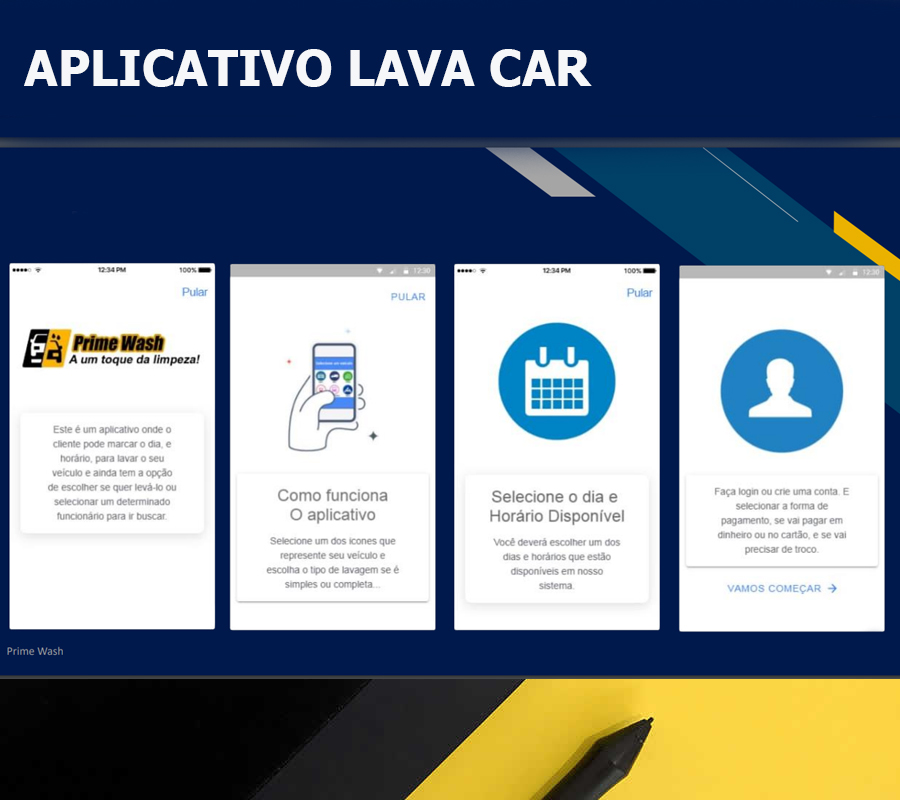 APLICATIVO LAVA CAR
12:34 PM
100%
Pular
Prime Wash
A um toque da limpeza!
Este é um aplicativo onde o
cliente pode marcar o dia, e
horário, para lavar o seu
veículo e ainda tem a opção
de escolher se quer levá-lo ou
selecionar um determinado
funcionário para ir buscar.
12:30
PULAR
Como funciona
O aplicativo
Selecione um dos icones que
represente seu veículo e
escolha o tipo de lavagem se é
simples ou completa...
12:34 PM
100%
Pular
Selecione o dia e
Horário Disponível
Você deverá escolher um dos
dias e horários que estão
disponíveis em nosso
sistema.
12:30
Faça login ou crie uma conta. E
selecionar a forma de
pagamento, se vai pagar em
dinheiro ou no cartão, e se vai
precisar de troco.
VAMOS COMEÇAR
Prime Wash